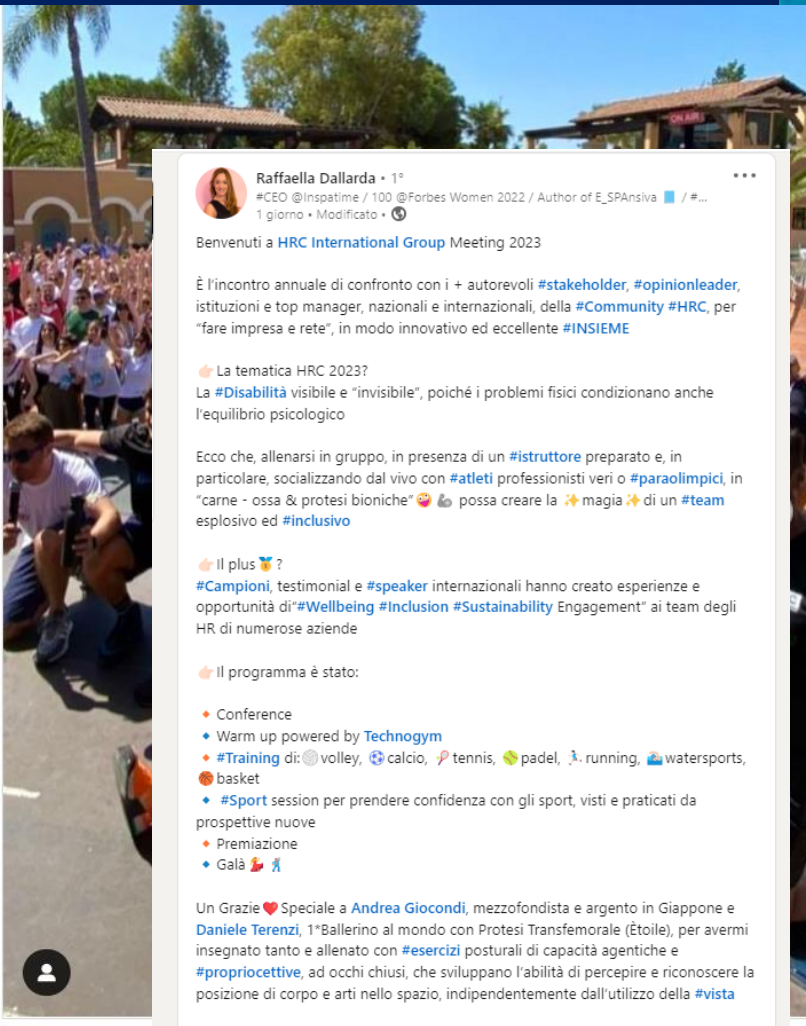 ON AIR
Raffaella Dallarda • 1°
#CEO @Inspatime / 100 @Forbes Women 2022 / Author of E_SPAnsiva 📘 / #...
1 giorno • Modificato •
Benvenuti a HRC International Group Meeting 2023
È l'incontro annuale di confronto con i + autorevoli #stakeholder, #opinionleader,
istituzioni e top manager, nazionali e internazionali, della #Community #HRC, per
"fare impresa e rete", in modo innovativo ed eccellente #INSIEME
👉🏻 La tematica HRC 2023?
La #Disabilità visibile e "invisibile", poiché i problemi fisici condizionano anche
l'equilibrio psicologico
Ecco che, allenarsi in gruppo, in presenza di un #istruttore preparato e, in
particolare, socializzando dal vivo con #atleti professionisti veri o #paraolimpici, in
"carne - ossa & protesi bioniche"🤪 🦾 possa creare la ✨magia✨di un #team
esplosivo ed #inclusivo
👉🏻 Il plus🏅?
#Campioni, testimonial e #speaker internazionali hanno creato esperienze e
opportunità di"#Wellbeing #Inclusion #Sustainability Engagement" ai team degli
HR di numerose aziende
👉🏻 Il programma è stato:
🔸 Conference
🔹 Warm up powered by Technogym
🔸 #Training di:🏐volley, ⚽calcio, 🎾tennis, 🥎padel, 🏃running, 🏄watersports,
🏀basket
🔹 #Sport session per prendere confidenza con gli sport, visti e praticati da
prospettive nuove
🔸 Premiazione
🔹 Galà 💃 🕺
Un Grazie❤️Speciale a Andrea Giocondi, mezzofondista e argento in Giappone e
Daniele Terenzi, 1*Ballerino al mondo con Protesi Transfemorale (Ètoile), per avermi
insegnato tanto e allenato con #esercizi posturali di capacità agentiche e
#propriocettive, ad occhi chiusi, che sviluppano l'abilità di percepire e riconoscere la
posizione di corpo e arti nello spazio, indipendentemente dall'utilizzo della #vista